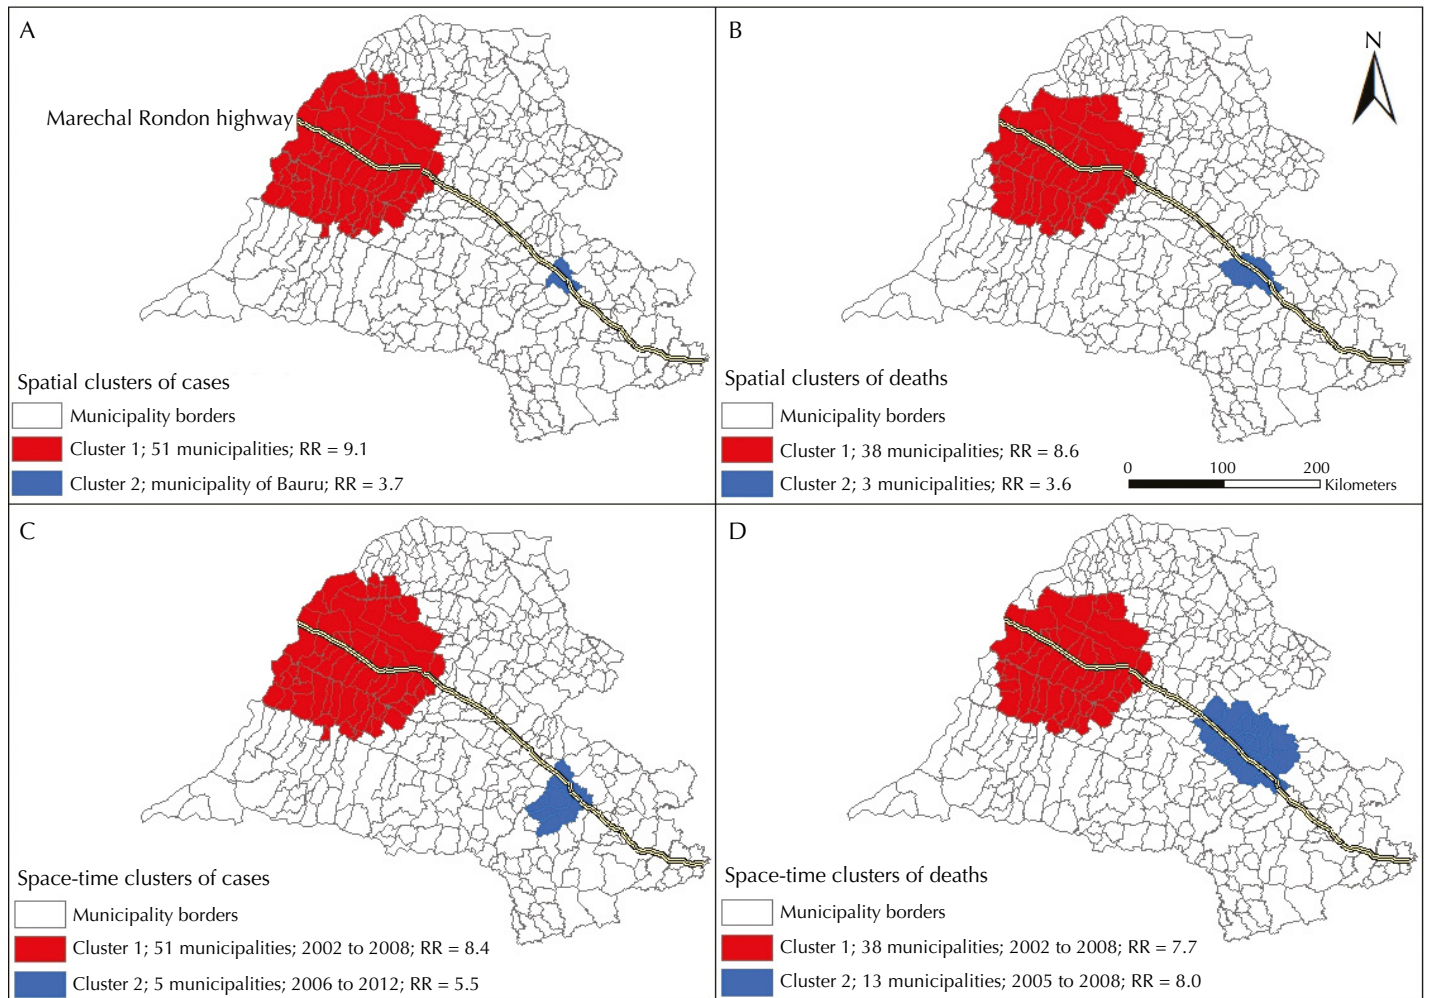 A
Marechal Rondon highway
Spatial clusters of cases
Municipality borders
Cluster 1; 51 municipalities; RR = 9.1
Cluster 2; municipality of Bauru; RR = 3.7
B
N
Spatial clusters of deaths
Municipality borders
Cluster 1; 38 municipalities; RR = 8.6
Cluster 2; 3 municipalities; RR = 3.6
0 100 200
Kilometers
C
Space-time clusters of cases
Municipality borders
Cluster 1; 51 municipalities; 2002 to 2008; RR = 8.4
Cluster 2; 5 municipalities; 2006 to 2012; RR = 5.5
D
Space-time clusters of deaths
Municipality borders
Cluster 1; 38 municipalities; 2002 to 2008; RR = 7.7
Cluster 2; 13 municipalities; 2005 to 2008; RR = 8.0